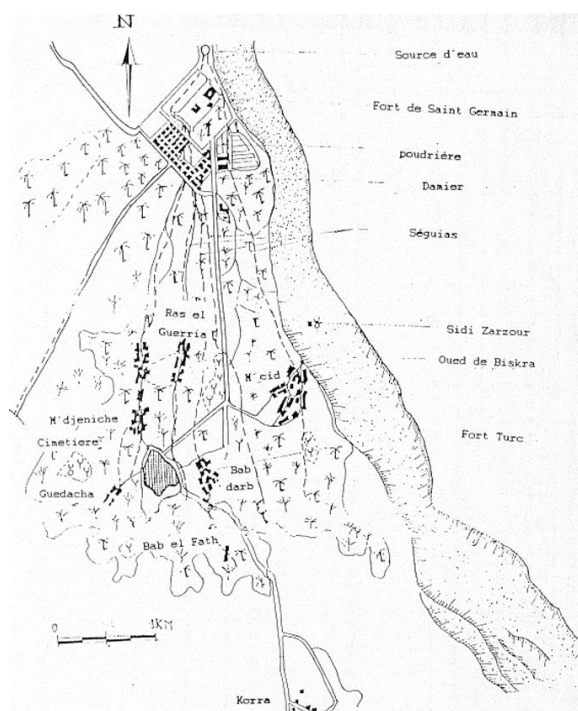 N
Source d'eau
Fort de Saint Germain
poudrière
Damier
Séguias
Ras el
Guerria
Sidi Zarzour
Oued de Biskra
M'cid
M'djeniche
Fort Turc
Cimetiere
Guedacha
Bab
darb
Bab el Fath
0 1KM
Korra